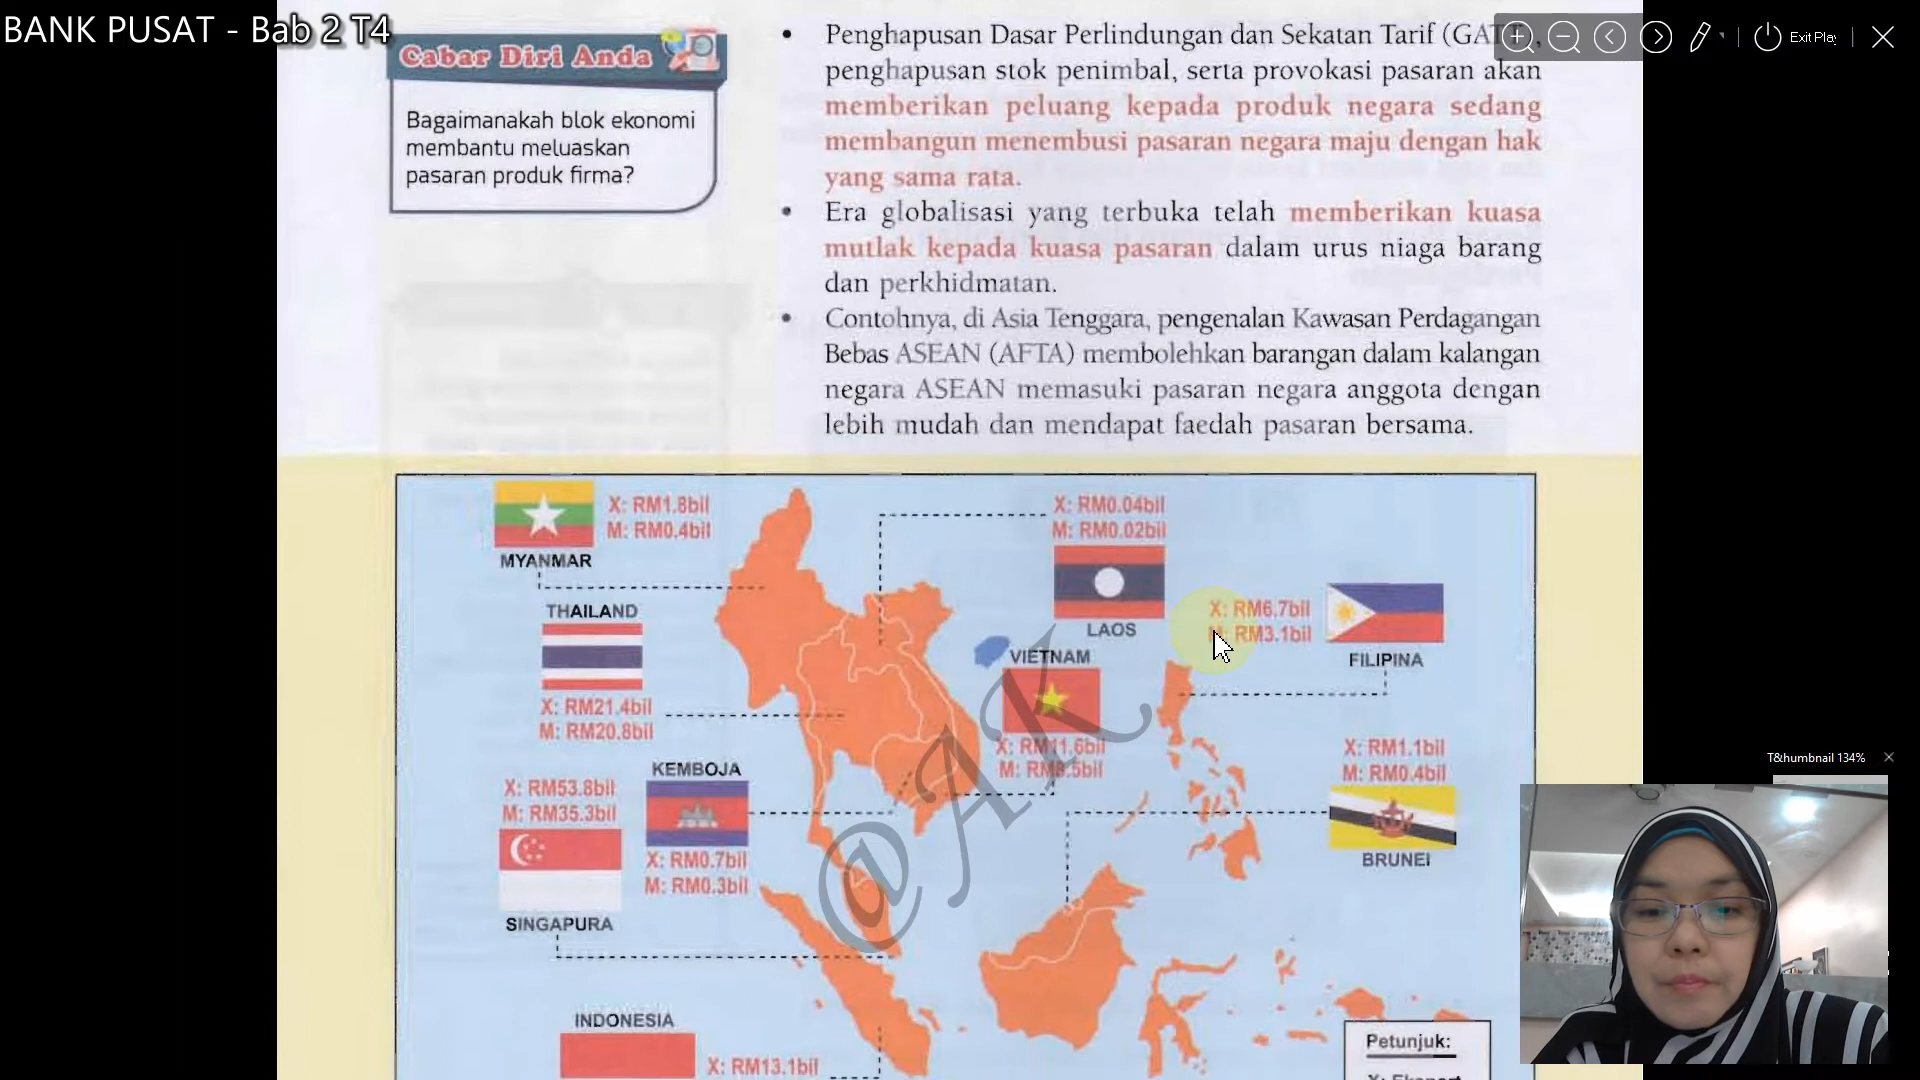 BANK PUSAT - Bab 2 T4
Exit Play
Cabar Diri Anda
Bagaimanakah blok ekonomi
membantu meluaskan
pasaran produk firma?
• Penghapusan Dasar Perlindungan dan Sekatan Tarif (GATT),
penghapusan stok penimbal, serta provokasi pasaran akan
memberikan peluang kepada produk negara sedang
membangun menembusi pasaran negara maju dengan hak
yang sama rata.
• Era globalisasi yang terbuka telah memberikan kuasa
mutlak kepada kuasa pasaran dalam urus niaga barang
dan perkhidmatan.
• Contohnya, di Asia Tenggara, pengenalan Kawasan Perdagangan
Bebas ASEAN (AFTA) membolehkan barangan dalam kalangan
negara ASEAN memasuki pasaran negara anggota dengan
lebih mudah dan mendapat faedah pasaran bersama.
X: RM1.8bil
M: RM0.4bil
MYANMAR
X: RM0.04bil
M: RM0.02bil
LAOS
X: RM6.7bil
M: RM3.1bil
FILIPINA
THAILAND
X: RM21.4bil
M: RM20.8bil
VIETNAM
X: RM11.6bil
M:
X: RM1.1bil
M: RM0.4bil
BRUNEI
KEMBOJA
X: RM0.7bil
M: RM0.3bil
X: RM53.8bil
M: RM35.3bil
SINGAPURA
INDONESIA
X: RM13.1bil
Petunjuk:
X: Eksport
@AK
T&humbnail 134%